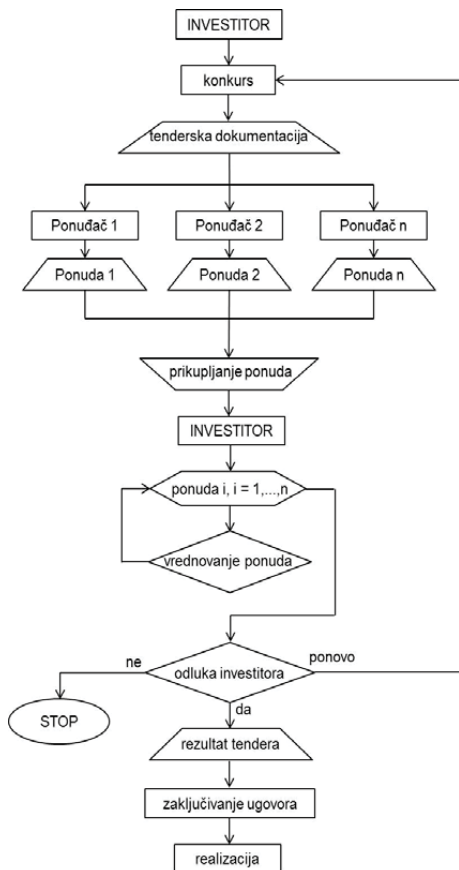 INVESTITOR
konkurs
tenderska dokumentacija
Ponuđač 1
Ponuđač 2
Ponuđač n
Ponuda 1
Ponuda 2
Ponuda n
prikupljanje ponuda
INVESTITOR
ponuda i, i = 1,...,n
vrednovanje ponuda
ne
odluka investitora
ponovo
STOP
da
rezultat tendera
zaključivanje ugovora
realizacija